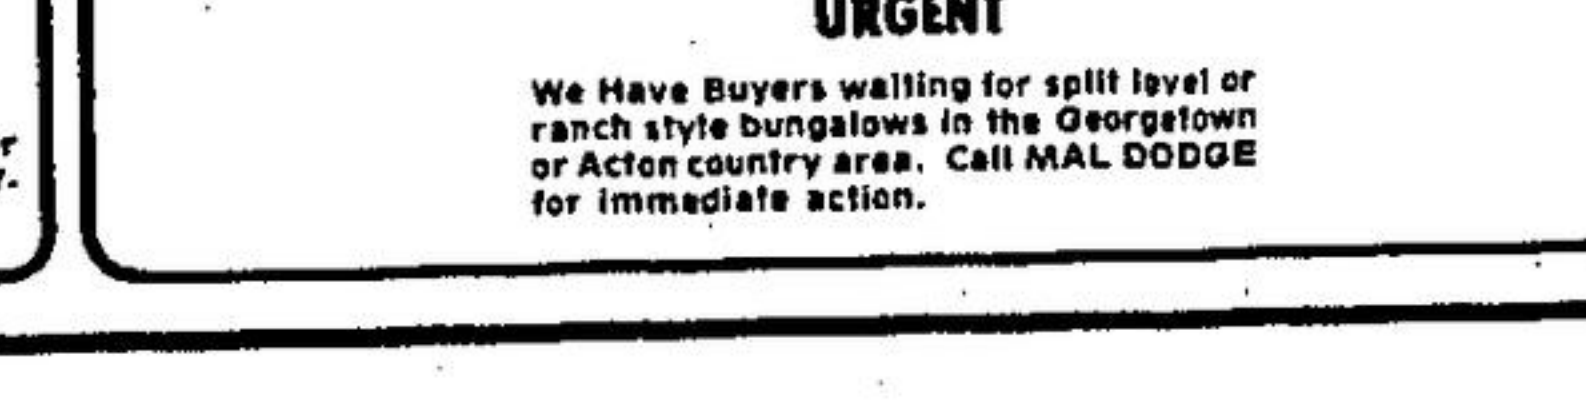 URGENT
We Have Buyers waiting for split level or
ranch style bungalows in the Georgetown
or Acton country area. Call MAL DODGE
for immediate action.